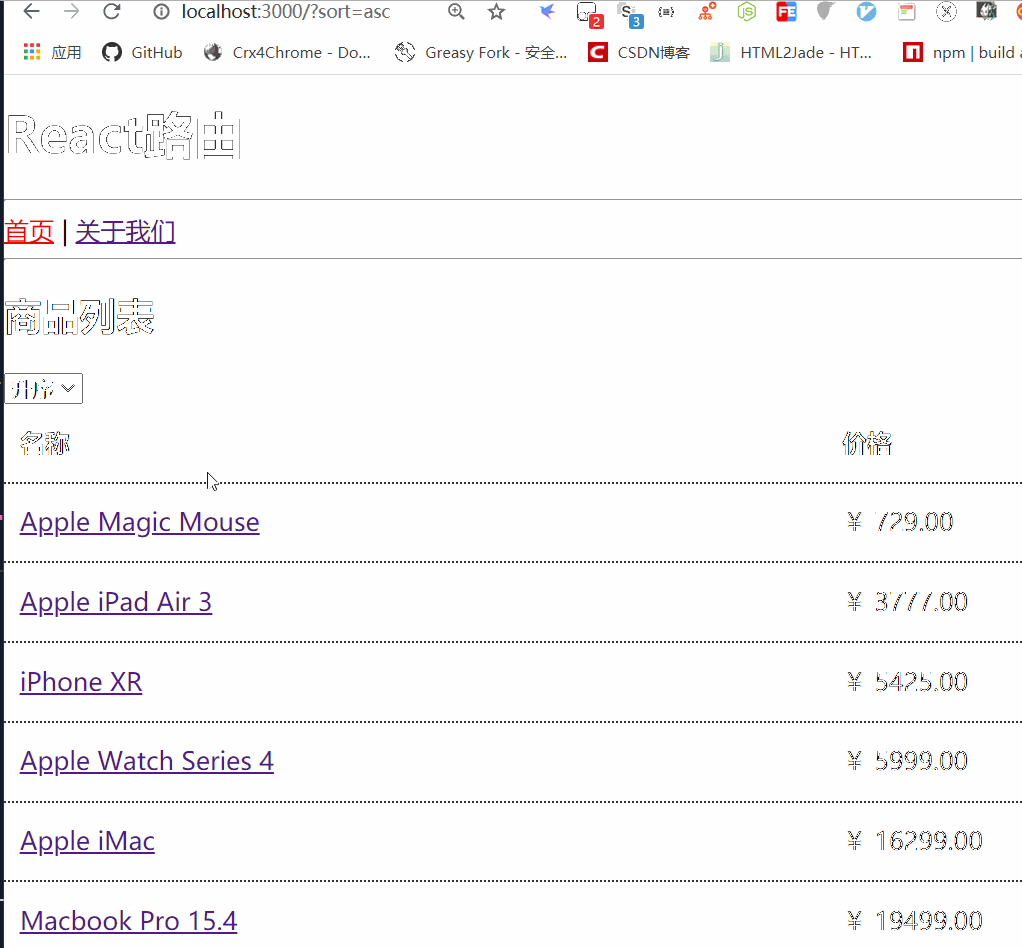 localhost:3000/?sort=asc
2 3
应用 GitHub Crx4Chrome - Do... Greasy Fork - 安全... CSDN博客 HTML2Jade - HT... npm | build a
React路由
首页 | 关于我们
商品列表
升序
名称 价格
Apple Magic Mouse ￥ 729.00
Apple iPad Air 3 ￥ 3777.00
iPhone XR ￥ 5425.00
Apple Watch Series 4 ￥ 5999.00
Apple iMac ￥ 16299.00
Macbook Pro 15.4 ￥ 19499.00